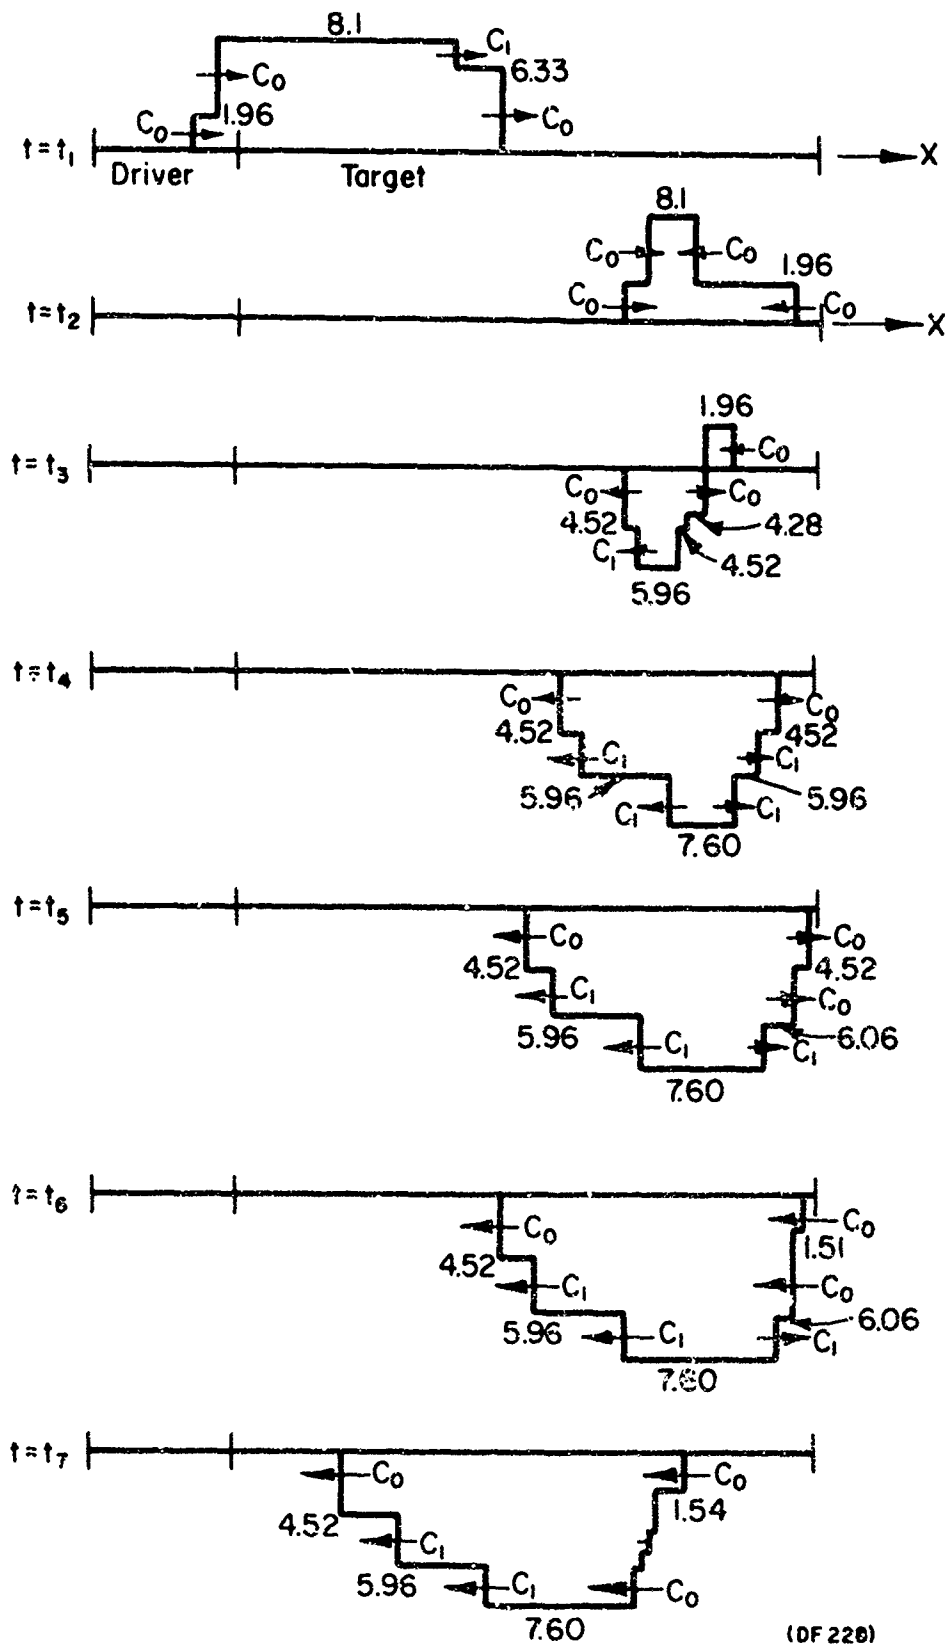 8.1
C₁
6.33
C₀
1.96
C₀
C₀
t=t₁
Driver
Target
X
8.1
C₀
C₀
1.96
C₀
C₀
t=t₂
X
1.96
C₀
t=t₃
C₀
C₀
4.52
4.28
C₁
4.52
5.96
t=t₄
C₀
C₀
4.52
452
C₁
C₁
5.96
5.96
C₁
C₁
7.60
t=t₅
C₀
C₀
4.52
4.52
C₁
C₀
5.96
6.06
C₁
C₁
7.60
t=t₆
C₀
C₀
4.52
1.51
C₁
C₀
5.96
6.06
C₁
C₁
7.60
t=t₇
C₀
C₀
4.52
1.54
C₁
5.96
C₁
C₀
7.60
(DF 228)